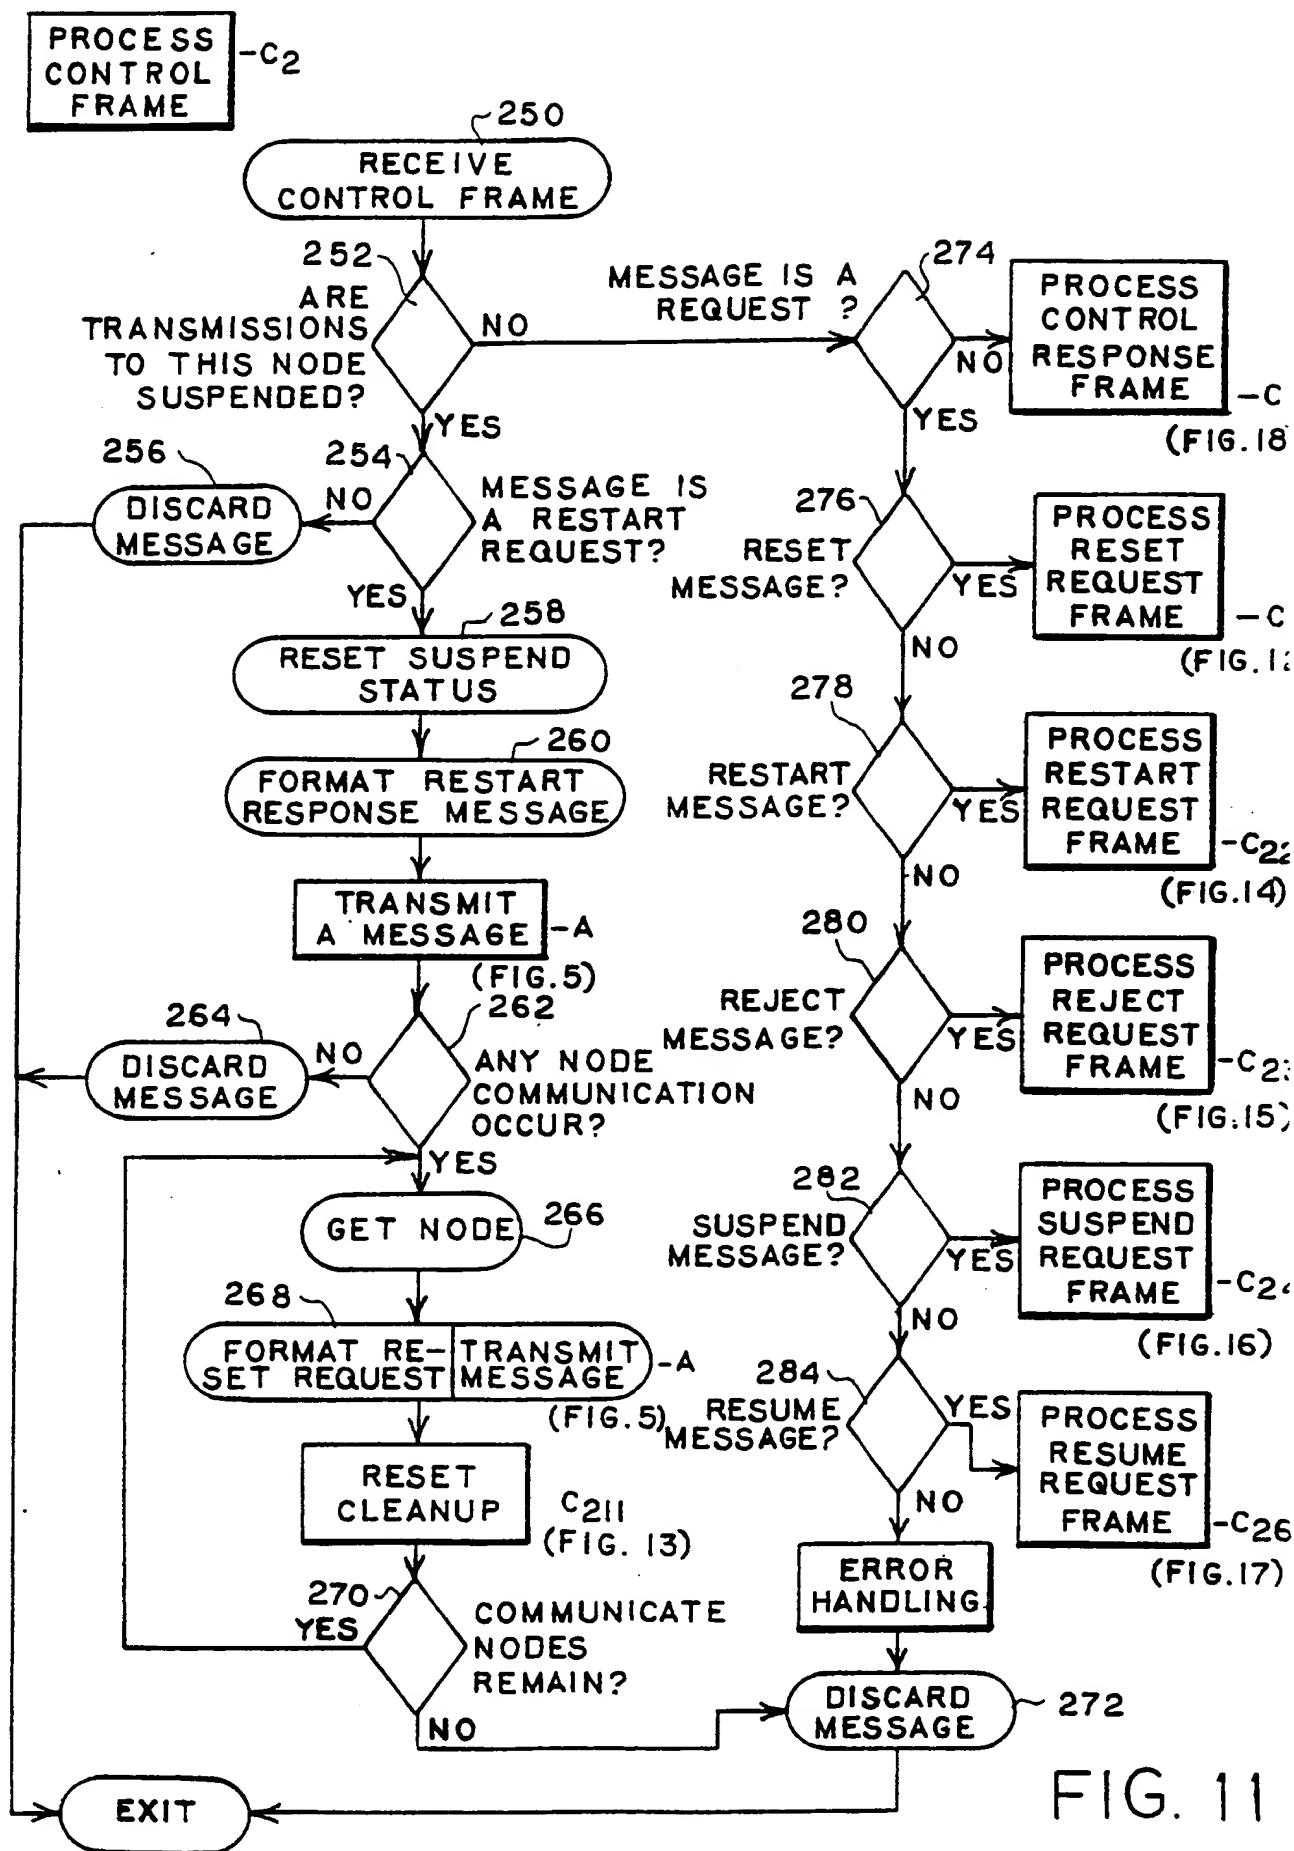 PROCESS
CONTROL
FRAME
-C2
250
RECEIVE
CONTROL FRAME
252
ARE
TRANSMISSIONS
TO THIS NODE
SUSPENDED?
NO
YES
MESSAGE IS A
REQUEST ?
274
NO
YES
PROCESS
CONTROL
RESPONSE
FRAME
-C
(FIG.18
256
DISCARD
MESSAGE
254
NO
MESSAGE IS
A RESTART
REQUEST?
YES
276
RESET
MESSAGE?
YES
NO
PROCESS
RESET
REQUEST
FRAME
-C
(FIG.1
258
RESET SUSPEND
STATUS
260
FORMAT RESTART
RESPONSE MESSAGE
278
RESTART
MESSAGE?
YES
NO
PROCESS
RESTART
REQUEST
FRAME
-C22
(FIG.14)
TRANSMIT
A MESSAGE
-A
(FIG.5)
280
REJECT
MESSAGE?
YES
NO
PROCESS
REJECT
REQUEST
FRAME
-C23
(FIG.15)
264
DISCARD
MESSAGE
NO
262
ANY NODE
COMMUNICATION
OCCUR?
YES
GET NODE
266
282
SUSPEND
MESSAGE?
YES
NO
PROCESS
SUSPEND
REQUEST
FRAME
-C2
(FIG.16)
268
FORMAT RE-
SET REQUEST
TRANSMIT
MESSAGE
-A
(FIG.5)
284
RESUME
MESSAGE?
YES
NO
PROCESS
RESUME
REQUEST
FRAME
-C26
(FIG.17)
RESET
CLEANUP
C211
(FIG. 13)
270
YES
COMMUNICATE
NODES
REMAIN?
NO
ERROR
HANDLING
DISCARD
MESSAGE
272
EXIT
FIG. 11